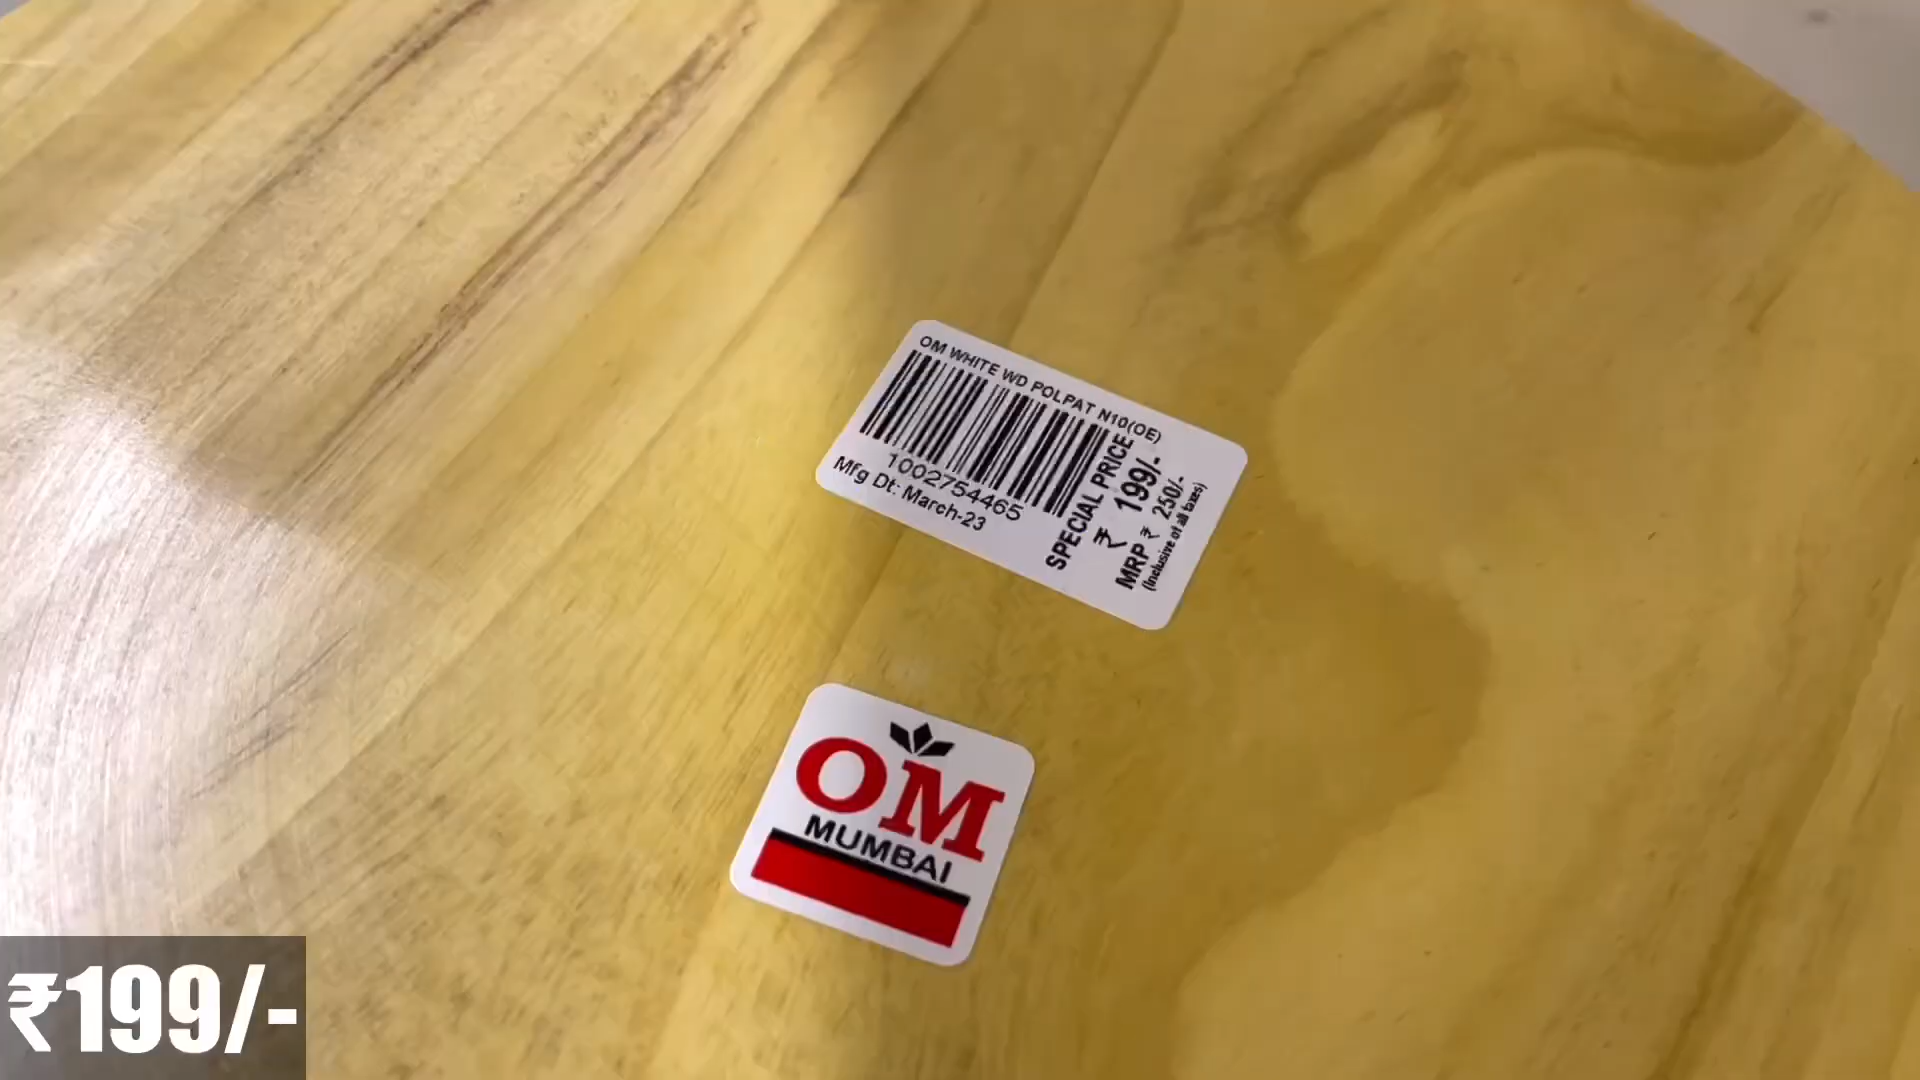 OM WHITE WD POLPAT N10(OE)
1002754465
Mfg Dt: March-23
SPECIAL PRICE
₹ 199/-
MRP ₹ 250/-
(Inclusive of all taxes)
OM
MUMBAI
₹199/-